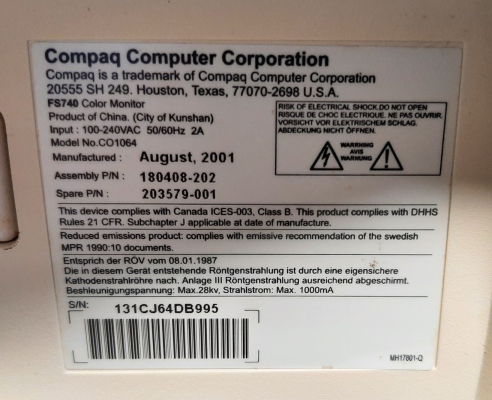 Compaq Computer Corporation
Compaq is a trademark of Compaq Computer Corporation
20555 SH 249. Houston, Texas, 77070-2698 U.S.A.
FS740 Color Monitor
Product of China. (City of Kunshan)
Input : 100-240VAC 50/60Hz 2A
Model No.CO1064
Manufactured : August, 2001
Assembly P/N : 180408-202
Spare P/N : 203579-001
RISK OF ELECTRICAL SHOCK.DO NOT OPEN
RISQUE DE CHOC ELECTRIQUE. NE PAS OUVRIR.
VORSICHT VOR ELEKTRISCHEM SCHLAG.
ABDECKUNG NICHT ÖFFNEN.
WARNING
AVIS
WARNUNG
This device complies with Canada ICES-003, Class B. This product complies with DHHS
Rules 21 CFR. Subchapter J applicable at date of manufacture.
Reduced emissions product: complies with emissive recommendation of the swedish
MPR 1990:10 documents.
Entsprich der RÖV vom 08.01.1987
Die in diesem Gerät entstehende Röntgenstrahlung ist durch eine eigensichere
Kathodenstrahlröhre nach. Anlage III Röntgenstrahlung ausreichend abgeschirmt.
Beshleunigungspannung: Max.28kv, Strahlstrom: Max. 1000mA
S/N:
131CJ64DB995
MH17801-Q